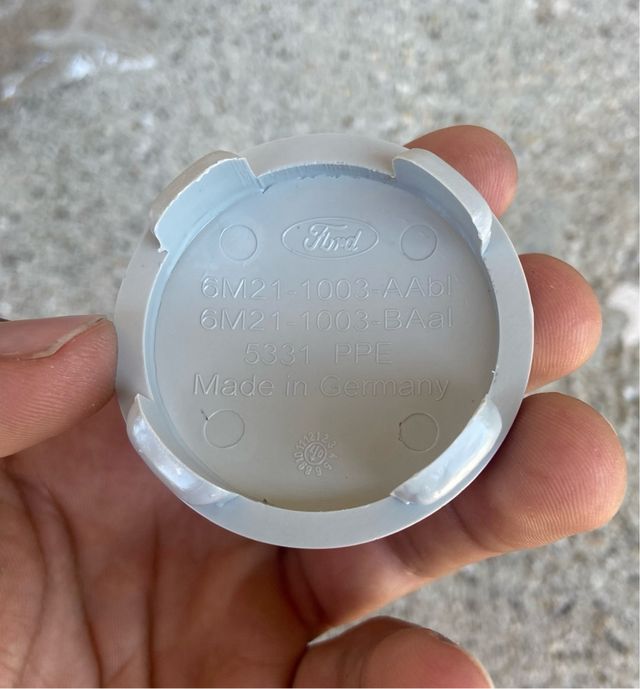 Ford
6M21-1003-AAbl
6M21-1003-BAal
5331 PPE
Made in Germany